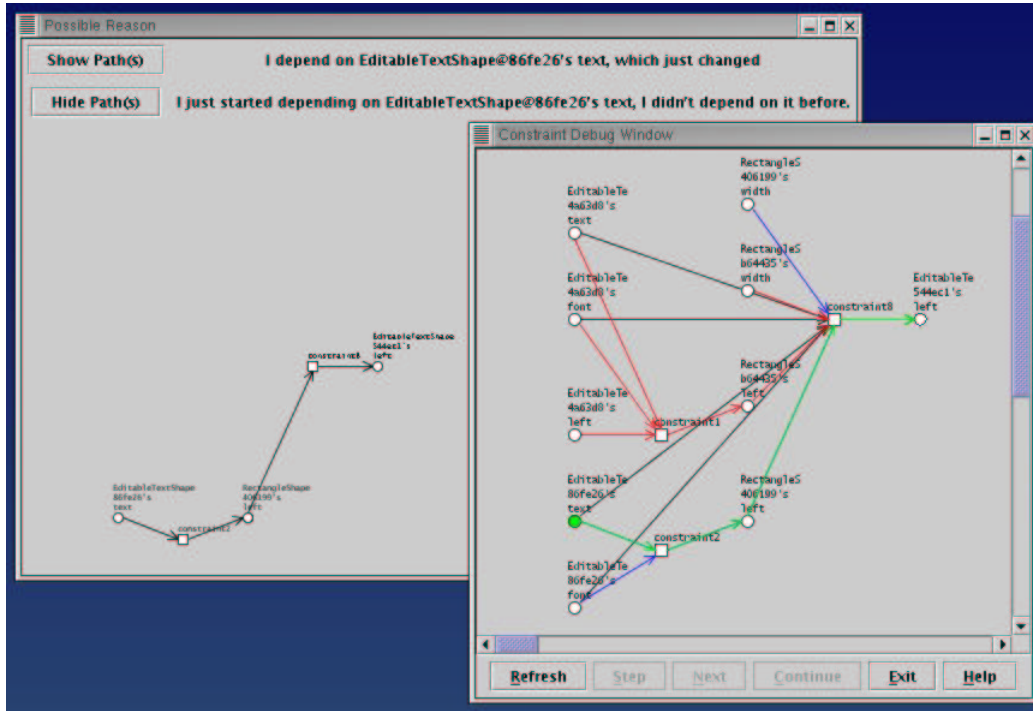 Possible Reason
Show Path(s)
I depend on EditableTextShape@86fe26's text, which just changed
Hide Path(s)
I just started depending on EditableTextShape@86fe26's text, I didn't depend on it before.
EditableTextShape
544ec1's
left
constraint8
EditableTextShape
86fe26's
text
RectangleShape
406199's
left
constraint2
Constraint Debug Window
RectangleS
406199's
width
EditableTe
4a63d8's
text
RectangleS
b64435's
width
EditableTe
4a63d8's
font
EditableTe
544ec1's
left
constraint8
RectangleS
b64435's
left
EditableTe
4a63d8's
left
constraint1
EditableTe
86fe26's
text
RectangleS
406199's
left
constraint2
EditableTe
86fe26's
font
Refresh
Step
Next
Continue
Exit
Help